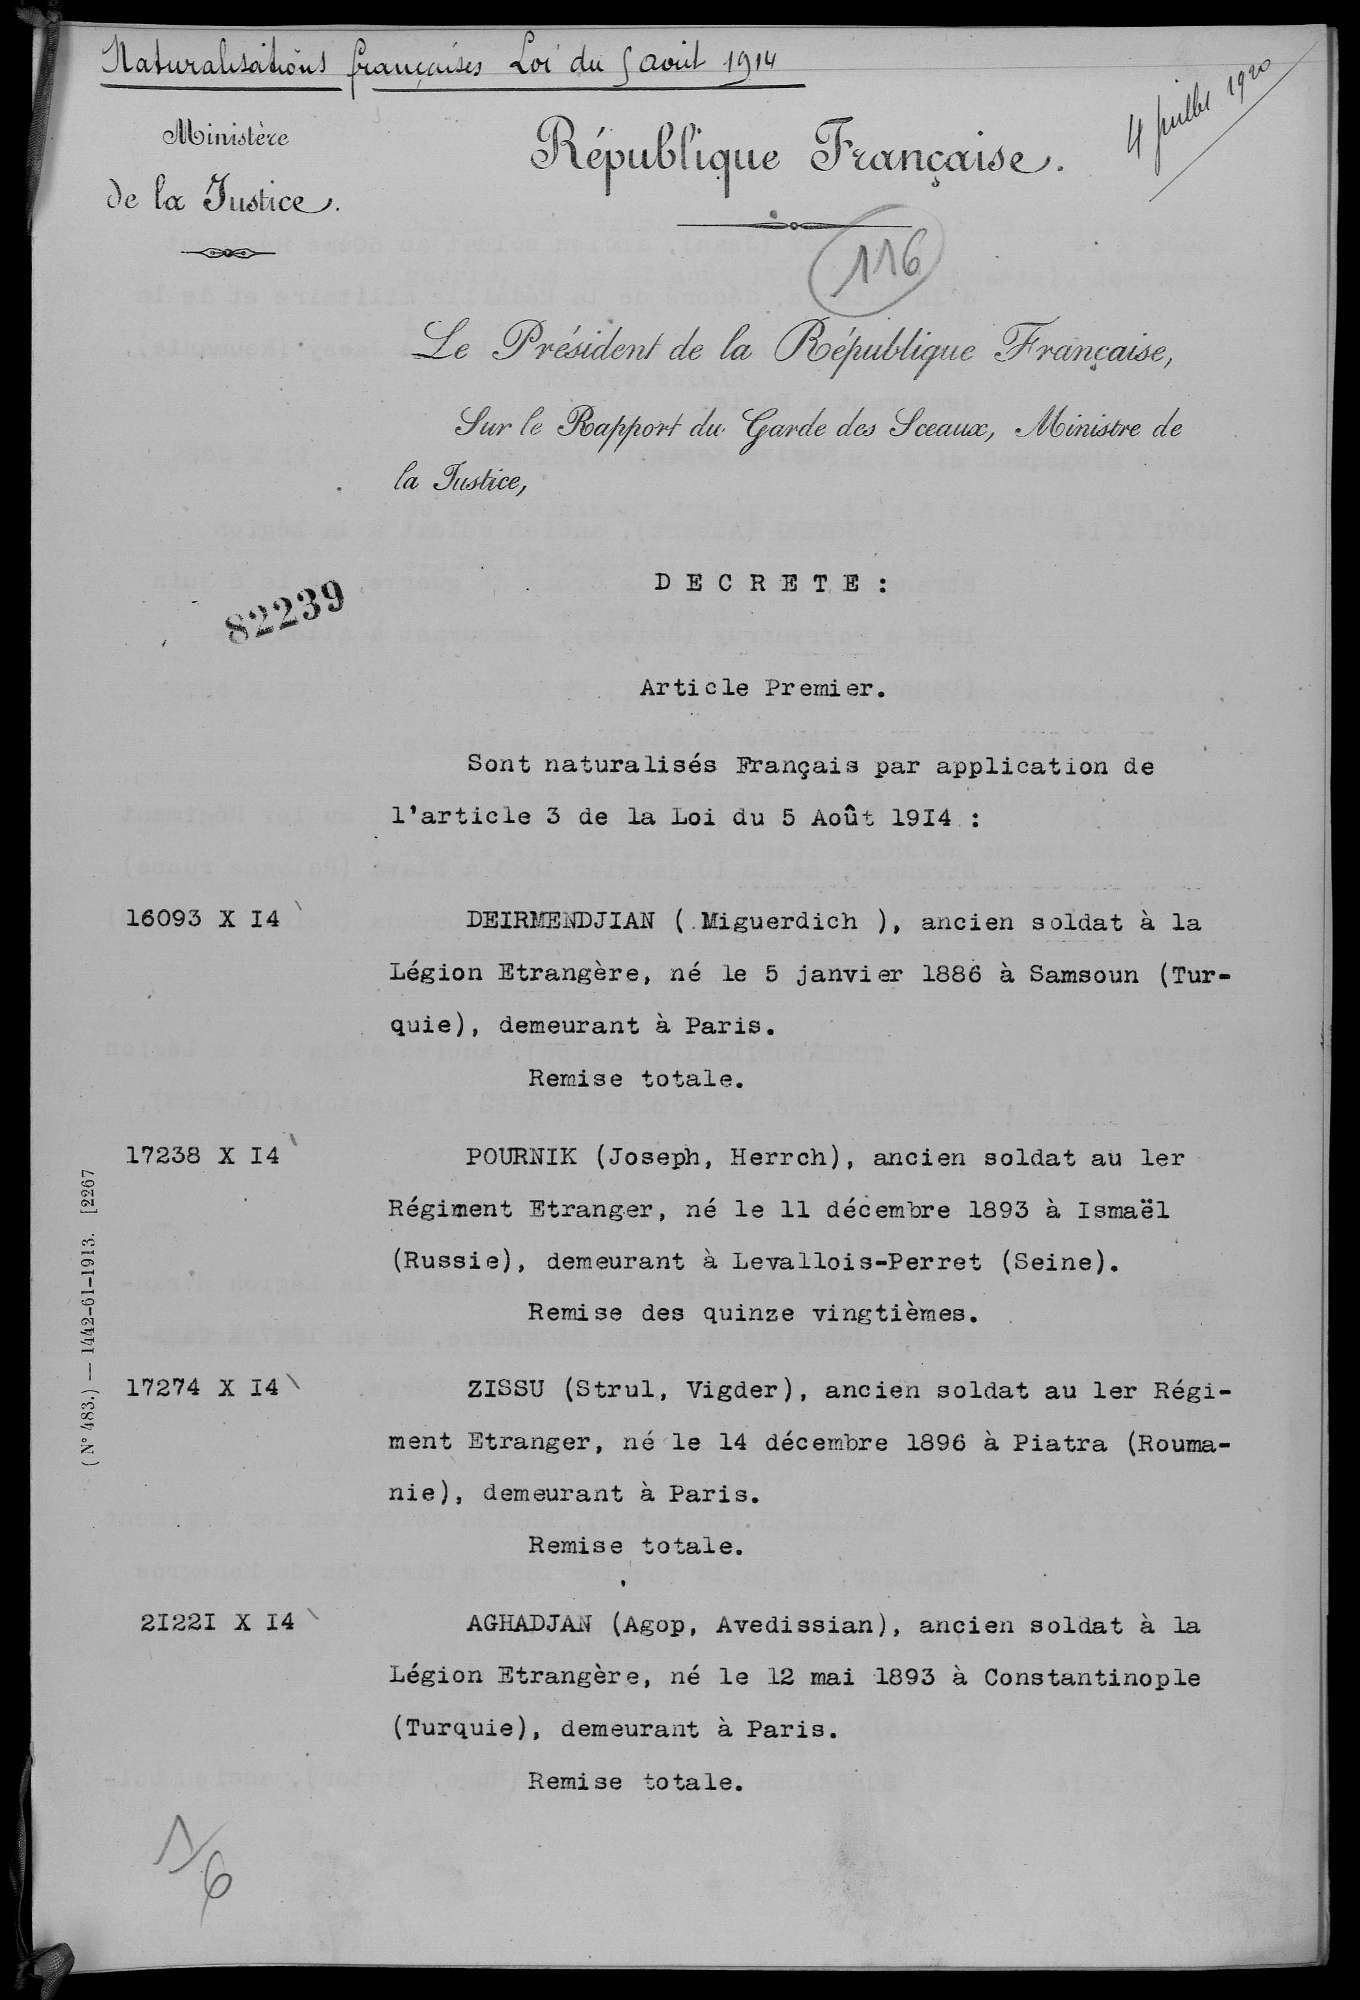 Naturalisations françaises Loi du 5 août 1914
4 juillet 1920
Ministère
de la Justice.
République Française.
116
Le Président de la République Française,
Sur le Rapport du Garde des Sceaux, Ministre de
la Justice,
DECRETE :
82239
Article Premier.
Sont naturalisés Français par application de
l'article 3 de la Loi du 5 Août 19I4 :
16093 X I4 DEIRMENDJIAN ( Miguerdich ), ancien soldat à la
Légion Etrangère, né le 5 janvier 1886 à Samsoun (Tur-
quie), demeurant à Paris.
Remise totale.
17238 X I4 POURNIK (Joseph, Herrch), ancien soldat au 1er
Régiment Etranger, né le 11 décembre 1893 à Ismaël
(Russie), demeurant à Levallois-Perret (Seine).
Remise des quinze vingtièmes.
17274 X I4 ZISSU (Strul, Vigder), ancien soldat au 1er Régi-
ment Etranger, né le 14 décembre 1896 à Piatra (Rouma-
nie), demeurant à Paris.
Remise totale.
2I22I X I4 AGHADJAN (Agop, Avedissian), ancien soldat à la
Légion Etrangère, né le 12 mai 1893 à Constantinople
(Turquie), demeurant à Paris.
Remise totale.
(N° 483.) — 1442-61-1913. [2267
1/6